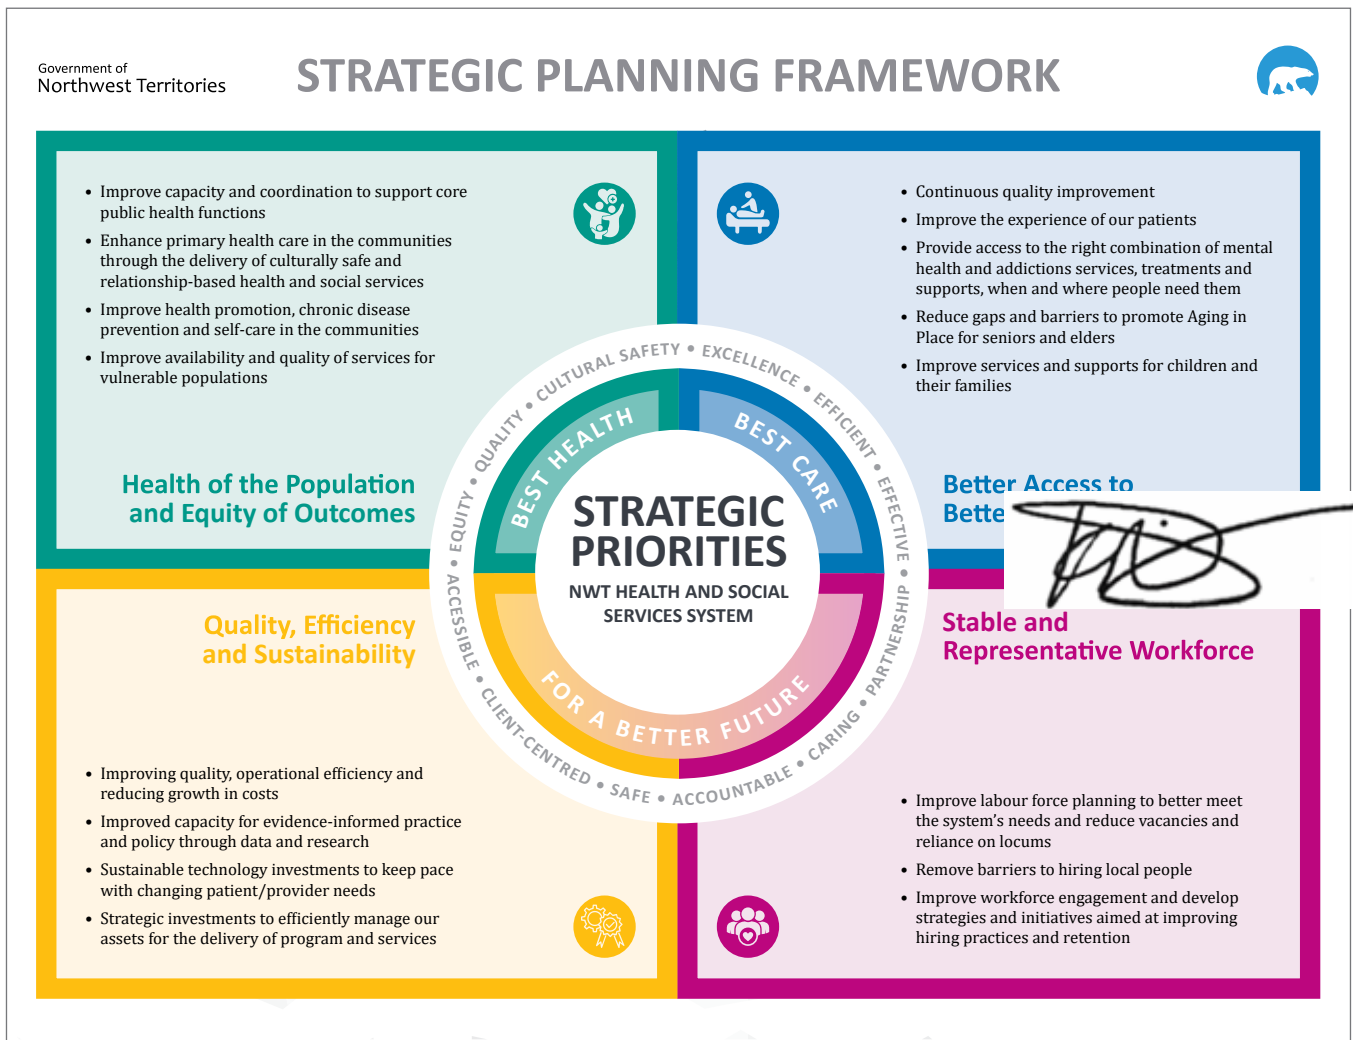 Government of
Northwest Territories
STRATEGIC PLANNING FRAMEWORK
• Improve capacity and coordination to support core
public health functions
• Enhance primary health care in the communities
through the delivery of culturally safe and
relationship-based health and social services
• Improve health promotion, chronic disease
prevention and self-care in the communities
• Improve availability and quality of services for
vulnerable populations
Health of the Population
and Equity of Outcomes
• Continuous quality improvement
• Improve the experience of our patients
• Provide access to the right combination of mental
health and addictions services, treatments and
supports, when and where people need them
• Reduce gaps and barriers to promote Aging in
Place for seniors and elders
• Improve services and supports for children and
their families
Better Access to
ACCESSIBLE • EQUITY • QUALITY • CULTURAL SAFETY • EXCELLENCE • EFFICIENT • EFFECTIVE •
PARTNERSHIP • CARING • ACCOUNTABLE • SAFE • CLIENT-CENTRED •
BEST HEALTH
BEST CARE
FOR A BETTER FUTURE
STRATEGIC
PRIORITIES
NWT HEALTH AND SOCIAL
SERVICES SYSTEM
Quality, Efficiency
and Sustainability
• Improving quality, operational efficiency and
reducing growth in costs
• Improved capacity for evidence-informed practice
and policy through data and research
• Sustainable technology investments to keep pace
with changing patient/provider needs
• Strategic investments to efficiently manage our
assets for the delivery of program and services
Stable and
Representative Workforce
• Improve labour force planning to better meet
the system's needs and reduce vacancies and
reliance on locums
• Remove barriers to hiring local people
• Improve workforce engagement and develop
strategies and initiatives aimed at improving
hiring practices and retention